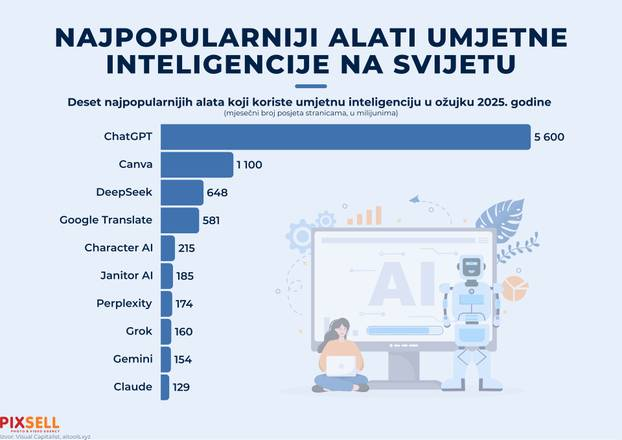 NAJPOPULARNIJI ALATI UMJETNE
INTELIGENCIJE NA SVIJETU
Deset najpopularnijih alata koji koriste umjetnu inteligenciju u ožujku 2025. godine
(mjesečni broj posjeta stranicama, u milijunima)
ChatGPT 5 600
Canva 1 100
DeepSeek 648
Google Translate 581
Character AI 215
Janitor AI 185
Perplexity 174
Grok 160
Gemini 154
Claude 129
AI
PIXSELL
PHOTO & VIDEO AGENCY
Izvor: Visual Capitalist, aitools.xyz